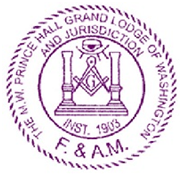 THE M.W. PRINCE HALL GRAND LODGE OF WASHINGTON
AND JURISDICTION
G
INST. 1903
F. & A.M.